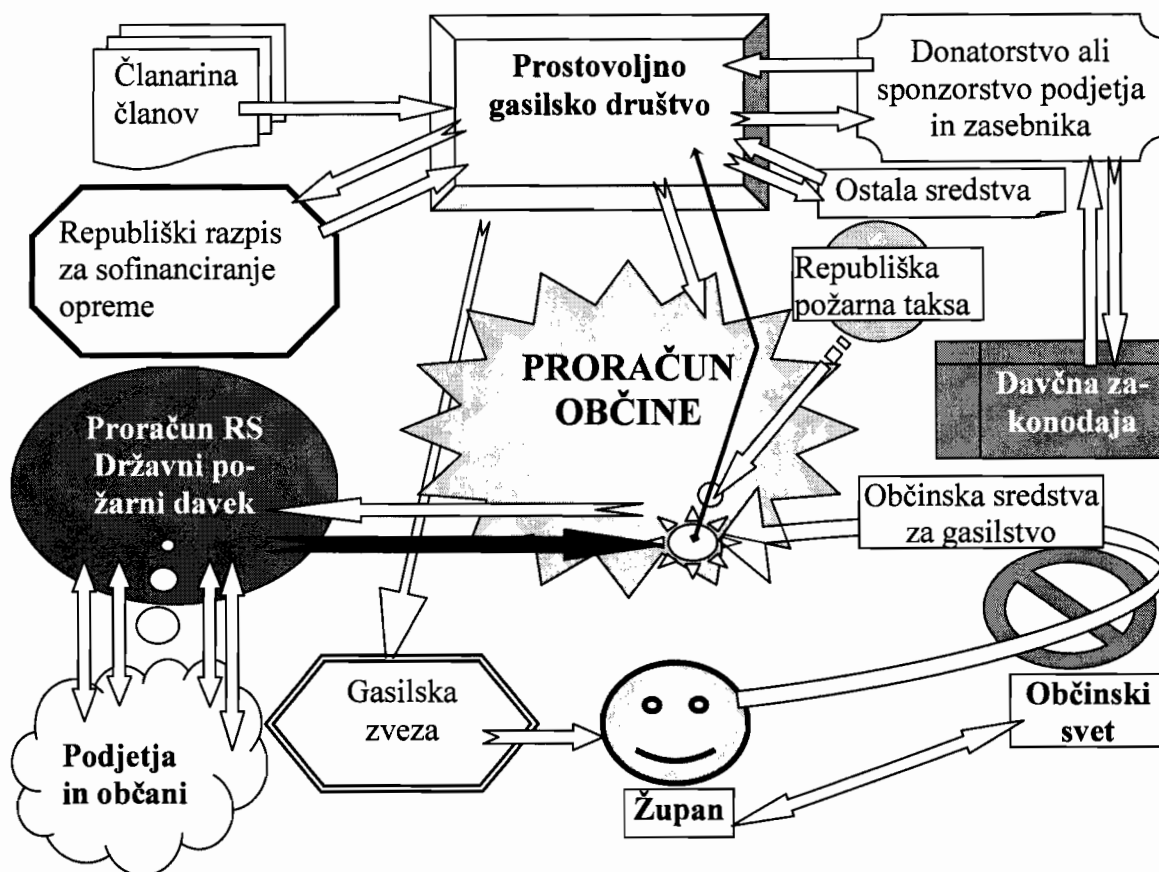 Članarina
članov
Prostovoljno
gasilsko društvo
Donatorstvo ali
sponzorstvo podjetja
in zasebnika
Ostala sredstva
Republiški razpis
za sofinanciranje
opreme
Republiška
požarna taksa
PRORAČUN
OBČINE
Davčna za-
konodaja
Proračun RS
Državni po-
žarni davek
Občinska sredstva
za gasilstvo
Gasilska
zveza
Občinski
svet
Podjetja
in občani
Župan